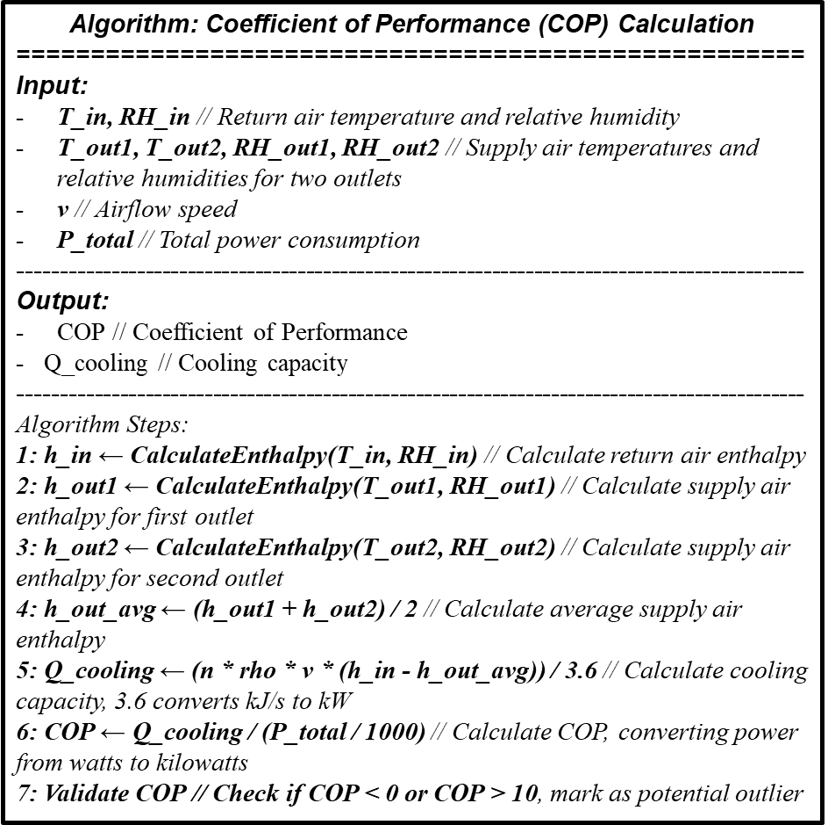 Algorithm: Coefficient of Performance (COP) Calculation
=====================================================
Input:
- T_in, RH_in // Return air temperature and relative humidity
- T_out1, T_out2, RH_out1, RH_out2 // Supply air temperatures and
relative humidities for two outlets
- v // Airflow speed
- P_total // Total power consumption
------------------------------------------------------------------------------------------
Output:
- COP // Coefficient of Performance
- Q_cooling // Cooling capacity
------------------------------------------------------------------------------------------
Algorithm Steps:
1: h_in ← CalculateEnthalpy(T_in, RH_in) // Calculate return air enthalpy
2: h_out1 ← CalculateEnthalpy(T_out1, RH_out1) // Calculate supply air
enthalpy for first outlet
3: h_out2 ← CalculateEnthalpy(T_out2, RH_out2) // Calculate supply air
enthalpy for second outlet
4: h_out_avg ← (h_out1 + h_out2) / 2 // Calculate average supply air
enthalpy
5: Q_cooling ← (n * rho * v * (h_in - h_out_avg)) / 3.6 // Calculate cooling
capacity, 3.6 converts kJ/s to kW
6: COP ← Q_cooling / (P_total / 1000) // Calculate COP, converting power
from watts to kilowatts
7: Validate COP // Check if COP < 0 or COP > 10, mark as potential outlier